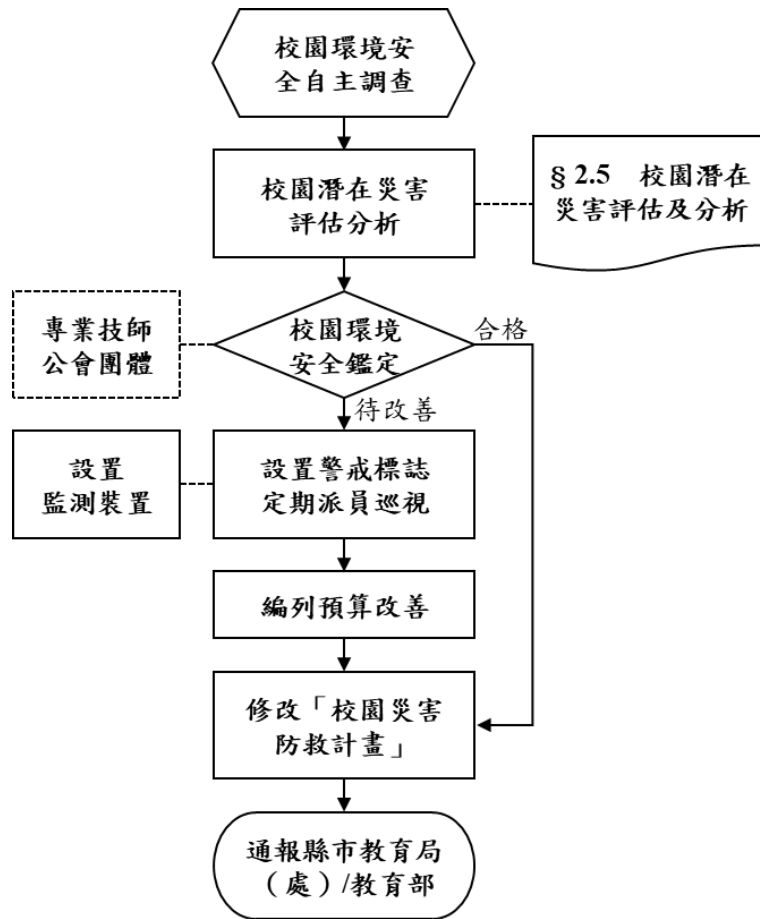 校園環境安
全自主調查
校園潛在災害
評估分析
§ 2.5 校園潛在
災害評估及分析
專業技師
公會團體
校園環境
安全鑑定
合格
待改善
設置
監測裝置
設置警戒標誌
定期派員巡視
編列預算改善
修改「校園災害
防救計畫」
通報縣市教育局
（處）/教育部